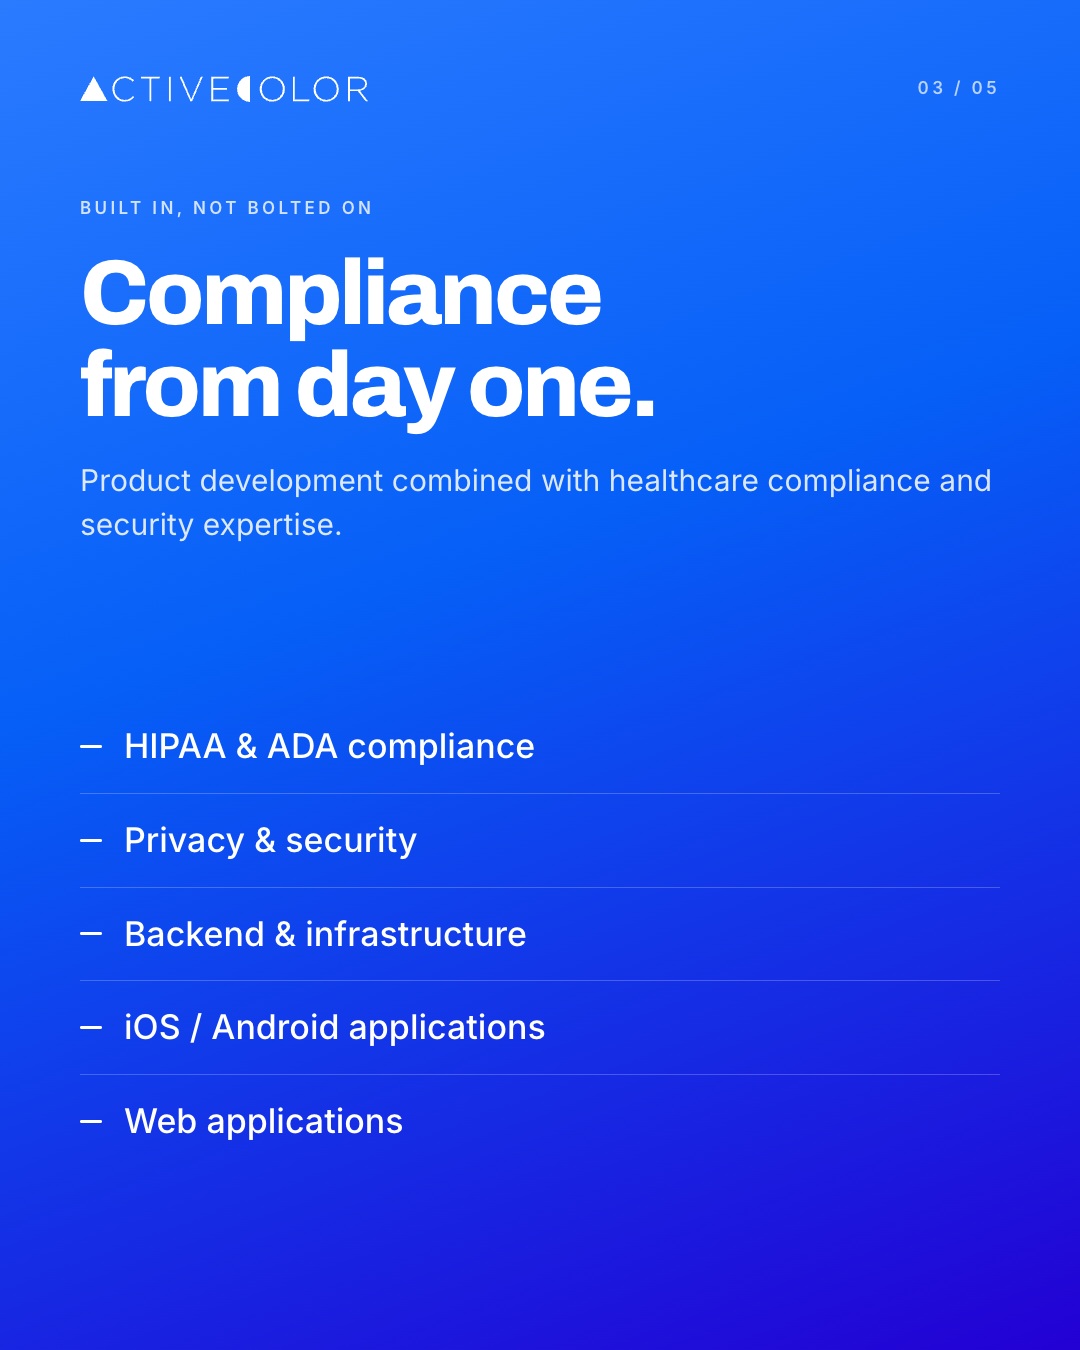 ACTIVECOLOR
03 / 05
BUILT IN, NOT BOLTED ON
Compliance
from day one.
Product development combined with healthcare compliance and
security expertise.
— HIPAA & ADA compliance
— Privacy & security
— Backend & infrastructure
— iOS / Android applications
— Web applications